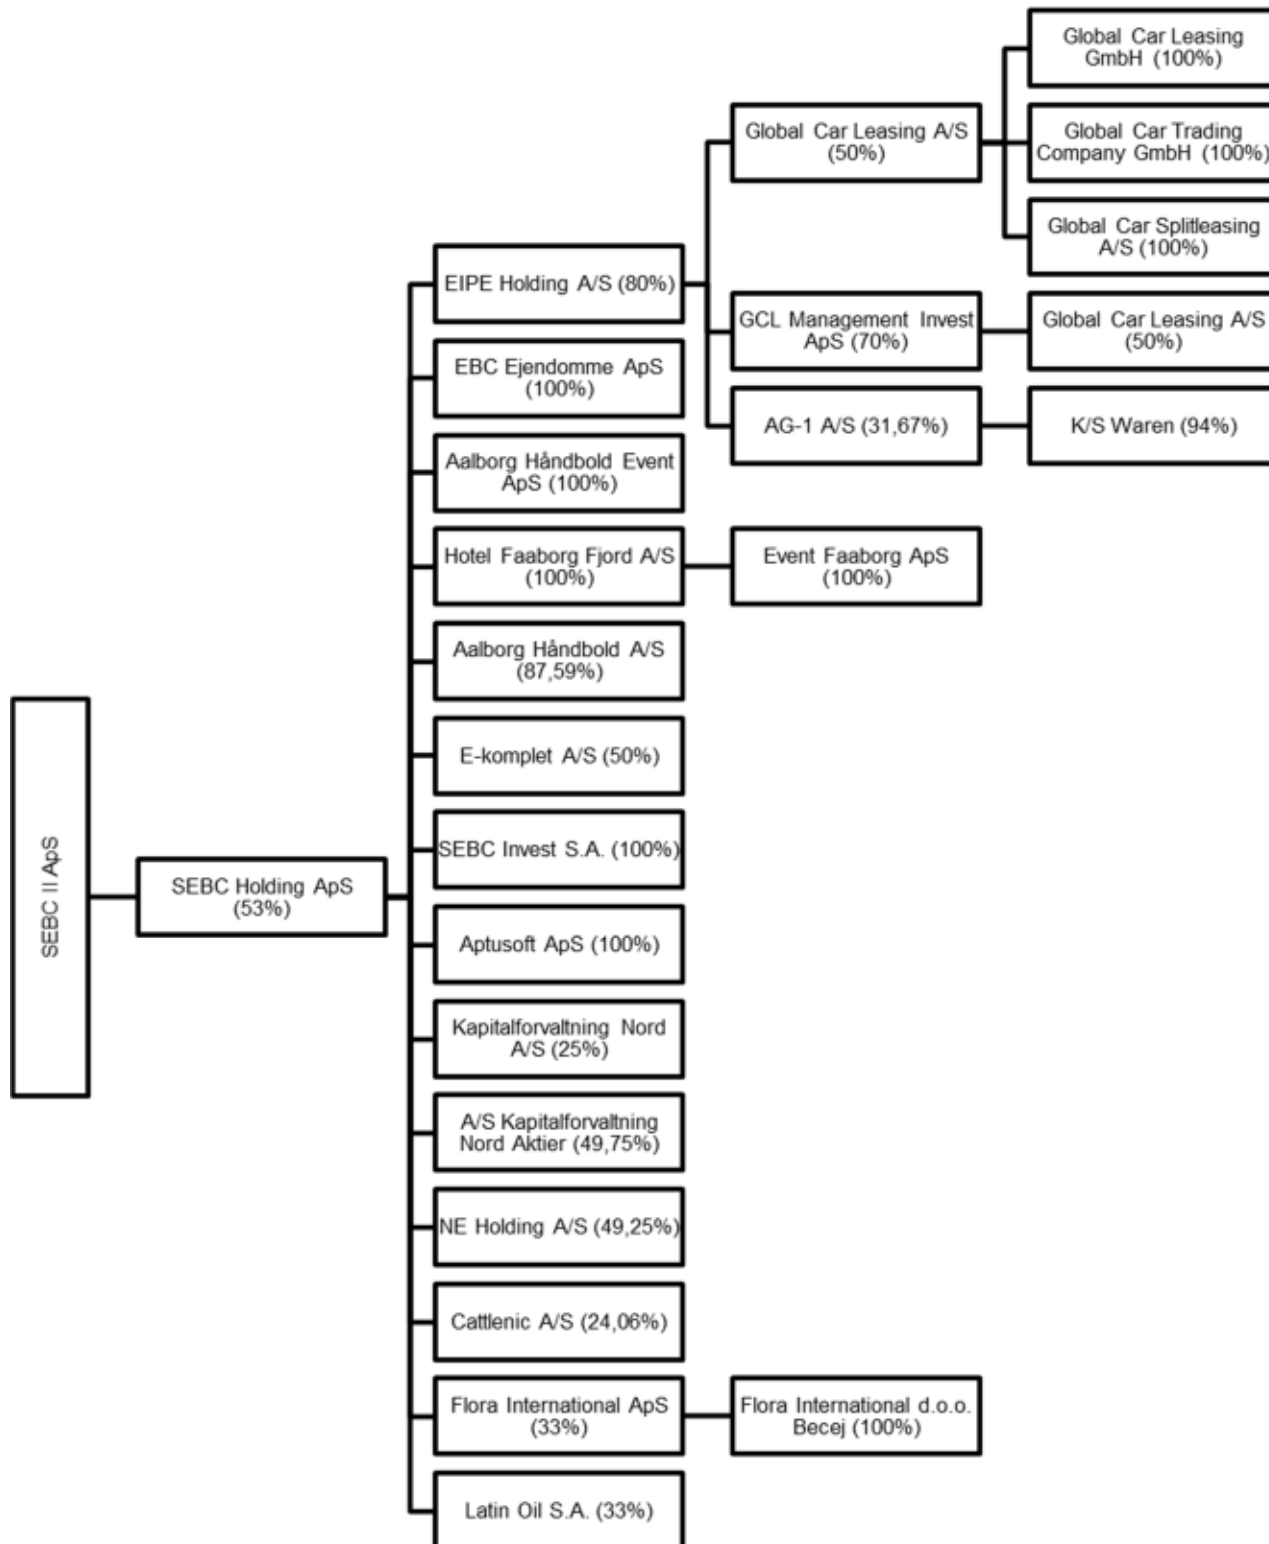 SEBC II ApS
SEBC Holding ApS
(53%)
EIPE Holding A/S (80%)
EBC Ejendomme ApS
(100%)
Aalborg Håndbold Event
ApS (100%)
Hotel Faaborg Fjord A/S
(100%)
Aalborg Håndbold A/S
(87,59%)
E-komplet A/S (50%)
SEBC Invest S.A. (100%)
Aptusoft ApS (100%)
Kapitalforvaltning Nord
A/S (25%)
A/S Kapitalforvaltning
Nord Aktier (49,75%)
NE Holding A/S (49,25%)
Cattlenic A/S (24,06%)
Flora International ApS
(33%)
Latin Oil S.A. (33%)
Global Car Leasing A/S
(50%)
GCL Management Invest
ApS (70%)
AG-1 A/S (31,67%)
Event Faaborg ApS
(100%)
Flora International d.o.o.
Becej (100%)
Global Car Leasing
GmbH (100%)
Global Car Trading
Company GmbH (100%)
Global Car Splitleasing
A/S (100%)
Global Car Leasing A/S
(50%)
K/S Waren (94%)